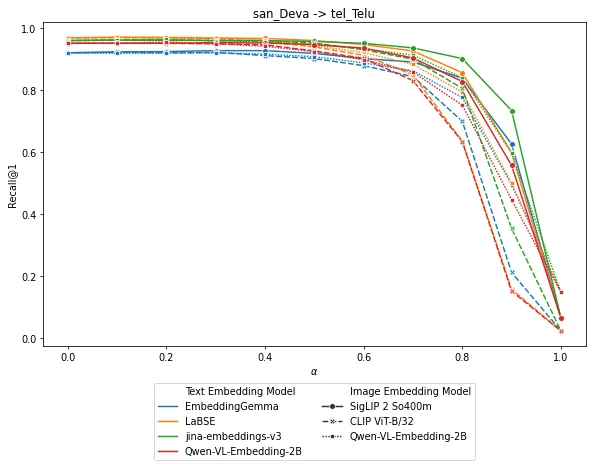 san_Deva -> tel_Telu
1.0
0.8
0.6
0.4
0.2
0.0
Recall@1
0.0 0.2 0.4 0.6 0.8 1.0
α
Text Embedding Model Image Embedding Model
EmbeddingGemma SigLIP 2 So400m
LaBSE CLIP ViT-B/32
jina-embeddings-v3 Qwen-VL-Embedding-2B
Qwen-VL-Embedding-2B